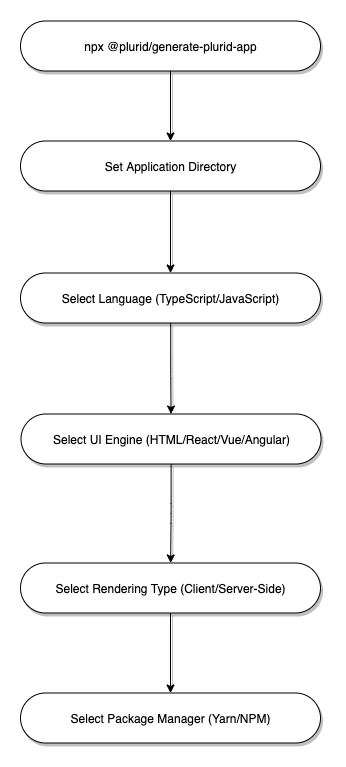 npx @plurid/generate-plurid-app
Set Application Directory
Select Language (TypeScript/JavaScript)
Select UI Engine (HTML/React/Vue/Angular)
Select Rendering Type (Client/Server-Side)
Select Package Manager (Yarn/NPM)